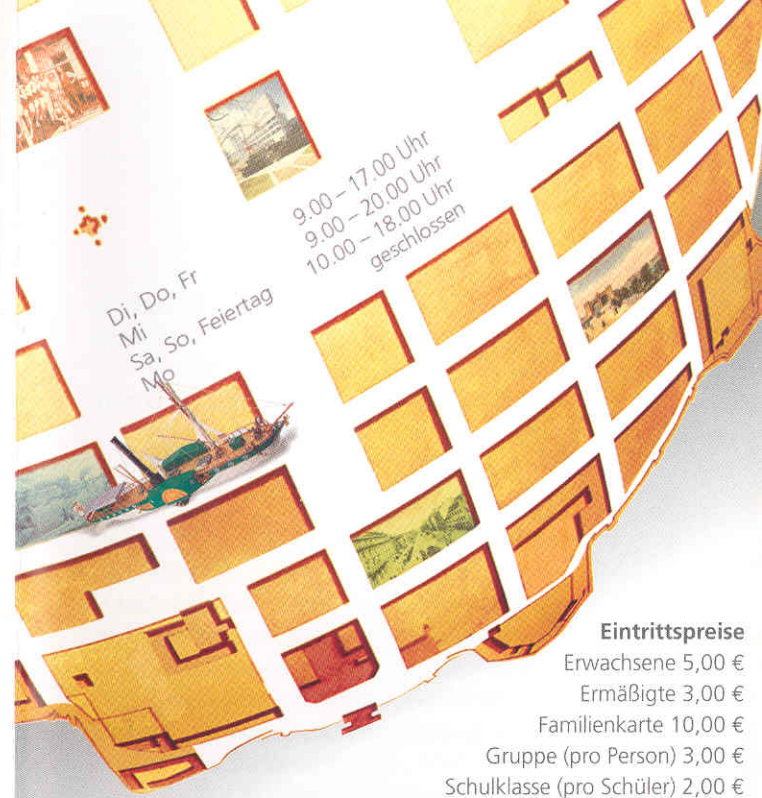 Di, Do, Fr 9.00 – 17.00 Uhr
Mi 9.00 – 20.00 Uhr
Sa, So, Feiertag 10.00 – 18.00 Uhr
Mo geschlossen
Eintrittspreise
Erwachsene 5,00 €
Ermäßigte 3,00 €
Familienkarte 10,00 €
Gruppe (pro Person) 3,00 €
Schulklasse (pro Schüler) 2,00 €